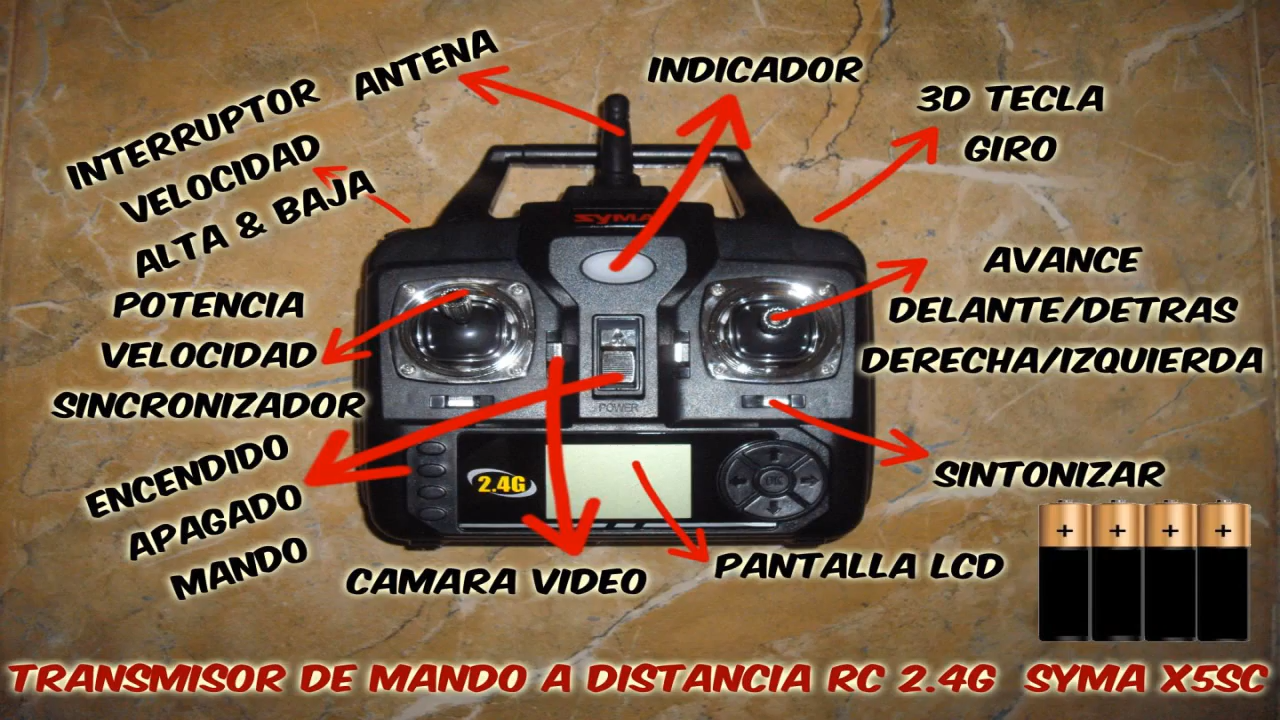 ANTENA
INTERRUPTOR
VELOCIDAD
ALTA & BAJA
INDICADOR
3D TECLA
GIRO
SYMA
POTENCIA
VELOCIDAD
SINCRONIZADOR
AVANCE
DELANTE/DETRAS
DERECHA/IZQUIERDA
POWER
ENCENDIDO
APAGADO
MANDO
2.4G
OK
SINTONIZAR
+ + + +
CAMARA VIDEO
PANTALLA LCD
TRANSMISOR DE MANDO A DISTANCIA RC 2.4G SYMA X5SC